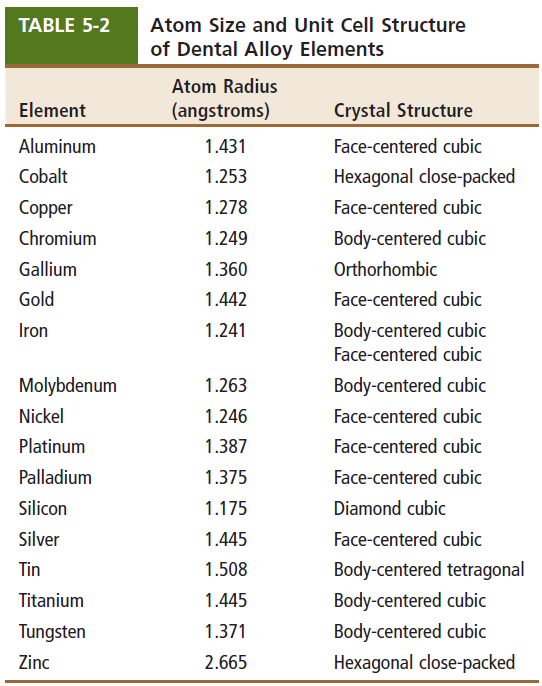 TABLE 5-2 Atom Size and Unit Cell Structure
of Dental Alloy Elements
Atom Radius
Element (angstroms) Crystal Structure
Aluminum 1.431 Face-centered cubic
Cobalt 1.253 Hexagonal close-packed
Copper 1.278 Face-centered cubic
Chromium 1.249 Body-centered cubic
Gallium 1.360 Orthorhombic
Gold 1.442 Face-centered cubic
Iron 1.241 Body-centered cubic
Face-centered cubic
Molybdenum 1.263 Body-centered cubic
Nickel 1.246 Face-centered cubic
Platinum 1.387 Face-centered cubic
Palladium 1.375 Face-centered cubic
Silicon 1.175 Diamond cubic
Silver 1.445 Face-centered cubic
Tin 1.508 Body-centered tetragonal
Titanium 1.445 Body-centered cubic
Tungsten 1.371 Body-centered cubic
Zinc 2.665 Hexagonal close-packed